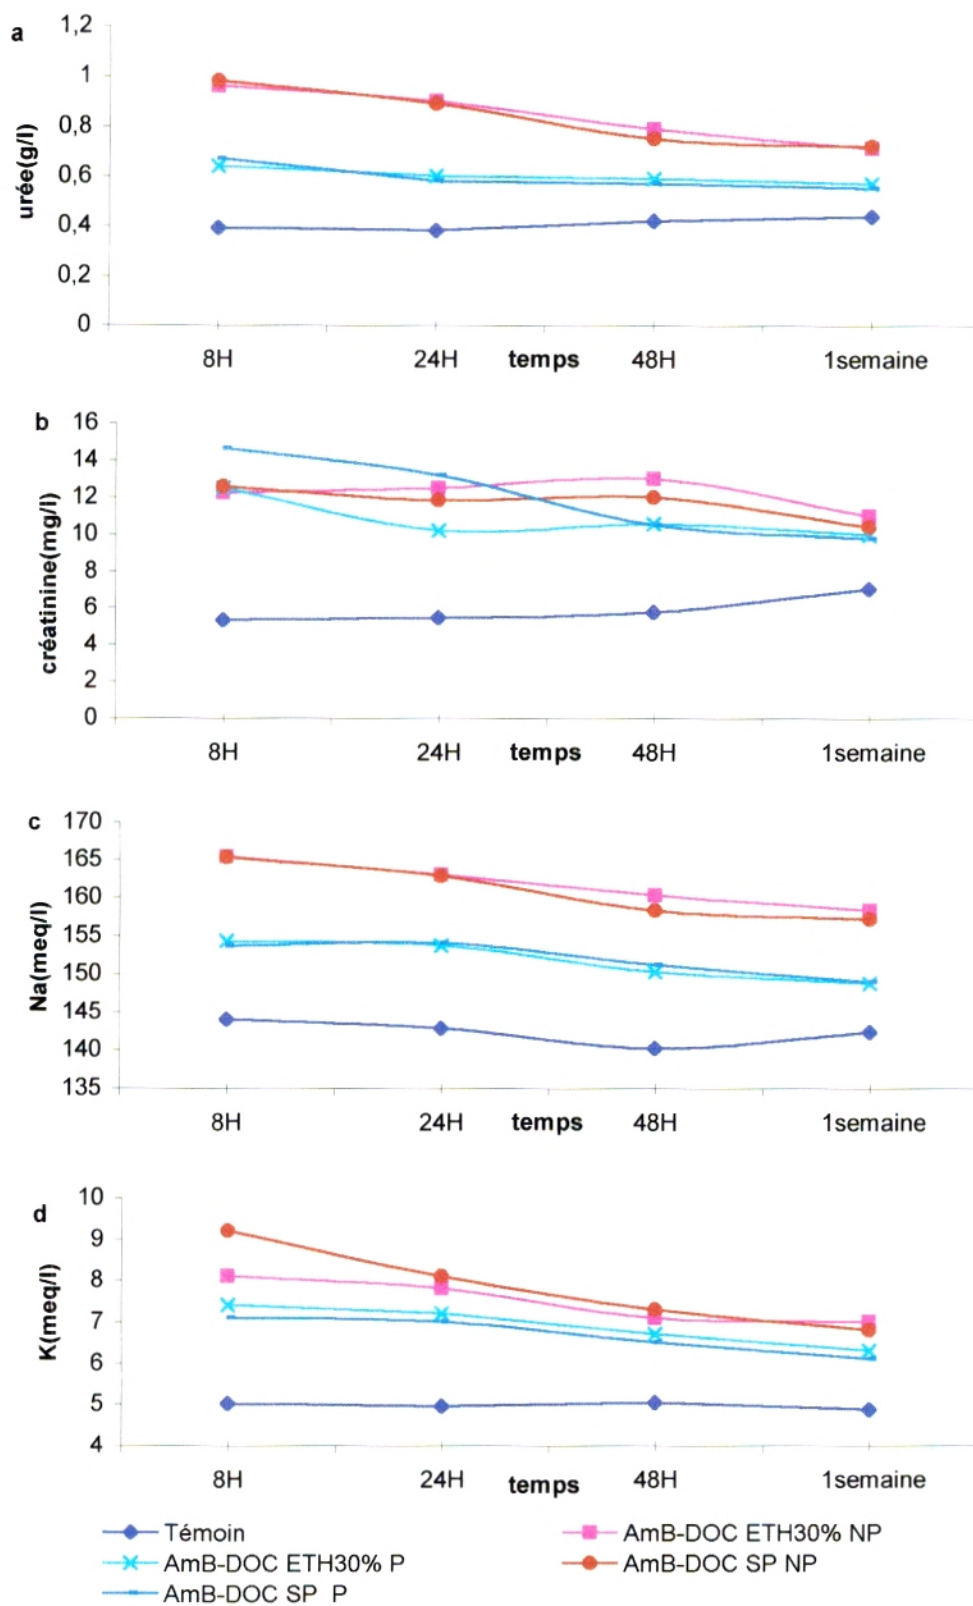 a
urée(g/l)
1,2
1
0,8
0,6
0,4
0,2
0
8H 24H temps 48H 1semaine
b
créatinine(mg/l)
16
14
12
10
8
6
4
2
0
8H 24H temps 48H 1semaine
c
Na(meq/l)
170
165
160
155
150
145
140
135
8H 24H temps 48H 1semaine
d
K(meq/l)
10
9
8
7
6
5
4
8H 24H temps 48H 1semaine
Témoin AmB-DOC ETH30% NP
AmB-DOC ETH30% P AmB-DOC SP NP
AmB-DOC SP P